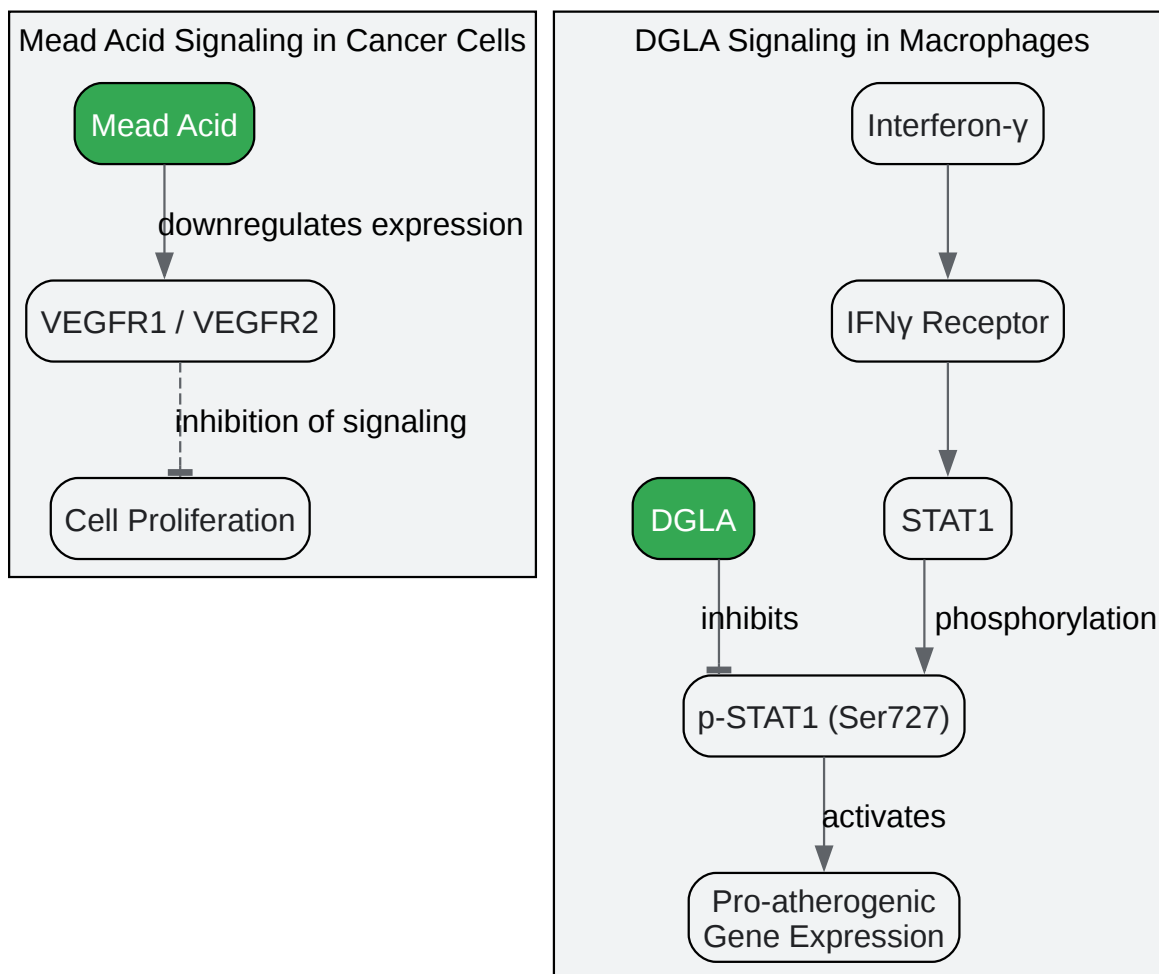 Mead Acid Signaling in Cancer Cells
Mead Acid
downregulates expression
VEGFR1 / VEGFR2
inhibition of signaling
Cell Proliferation
DGLA Signaling in Macrophages
Interferon-γ
IFNγ Receptor
DGLA
STAT1
inhibits
phosphorylation
p-STAT1 (Ser727)
activates
Pro-atherogenic
Gene Expression